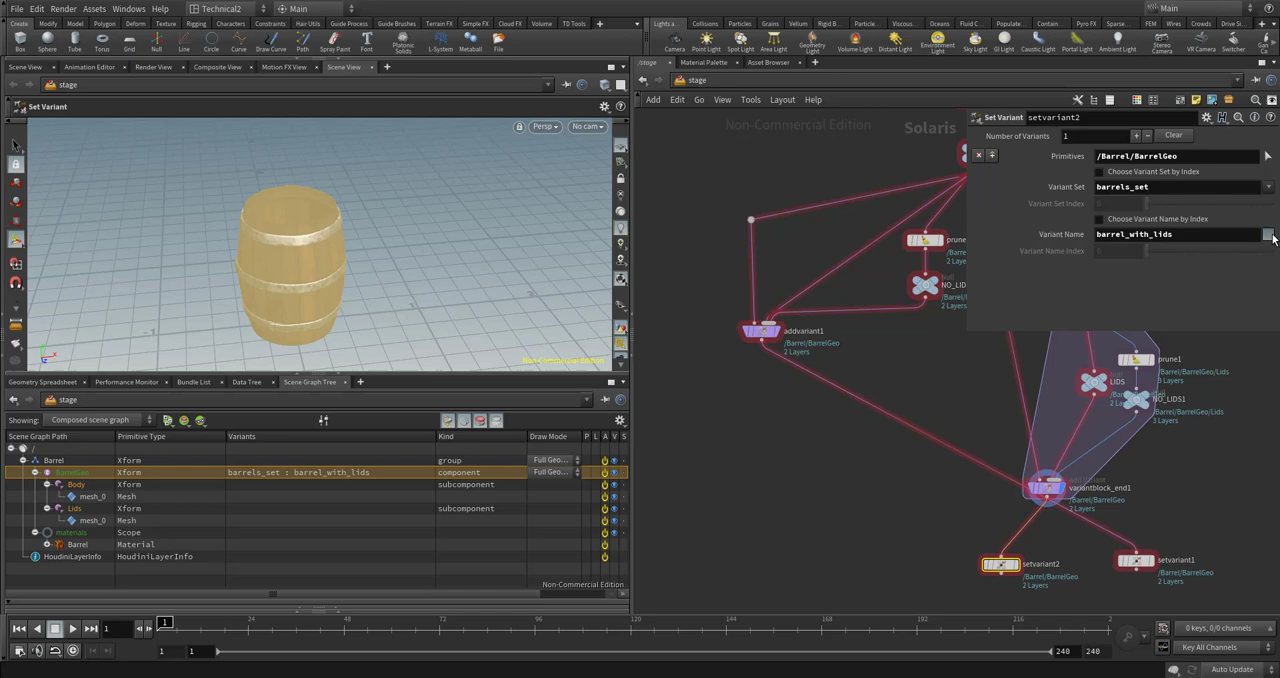 File Edit Render Assets Windows Help Technical2 Main Main
Create Modify Model Polygon Deform Texture Rigging Characters Constraints Hair Utils Guide Process Guide Brushes Terrain FX Simple FX Cloud FX Volume TD Tools
Lights a Collisions Particles Grains Vellum Rigid B Particle Viscous Oceans Fluid C Populate Contain Pyro FX Sparse FEM Wires Crowds Drive Si
Box Sphere Tube Torus Grid Null Line Circle Curve Draw Curve Path Spray Paint Font Platonic Solids L-System Metaball File
Camera Point Light Spot Light Area Light Geometry Light Volume Light Distant Light Environment Light Sky Light GI Light Caustic Light Portal Light Ambient Light Stereo Camera VR Camera Switcher
Scene View Animation Editor Render View Composite View Motion FX View Scene View
/stage Material Palette Asset Browser
stage
stage
Add Edit Go View Tools Layout Help
Set Variant
Persp No cam
Non-Commercial Edition
Solaris
Set Variant setvariant2
Number of Variants 1 Clear
Primitives /Barrel/BarrelGeo
Choose Variant Set by Index
Variant Set barrels_set
Variant Set Index
Choose Variant Name by Index
Variant Name barrel_with_lids
Variant Name Index
prune
2 Layer
NO_LID
2 Layer
addvariant1
/Barrel/BarrelGeo
2 Layers
prune1
/Barrel/BarrelGeo/Lids
3 Layers
LIDS
NO_LIDS1
/Barrel/BarrelGeo/Lids
3 Layers
Add Variant
variantblock_end1
/Barrel/BarrelGeo
2 Layers
setvariant2
/Barrel/BarrelGeo
2 Layers
setvariant1
/Barrel/BarrelGeo
2 Layers
Non-Commercial Edition
Geometry Spreadsheet Performance Monitor Bundle List Data Tree Scene Graph Tree
stage
Showing: Composed scene graph
Scene Graph Path Primitive Type Variants Kind Draw Mode P L A V S
/
Barrel Xform group Full Geo...
BarrelGeo Xform barrels_set : barrel_with_lids component Full Geo...
Body Xform subcomponent
mesh_0 Mesh
Lids Xform subcomponent
mesh_0 Mesh
materials Scope
Barrel Material
HoudiniLayerInfo HoudiniLayerInfo
Non-Commercial Edition
1 1 24 48 72 96 120 144 168 192 216 2
0 keys, 0/0 channels
1 1 240 240
Key All Channels
Auto Update